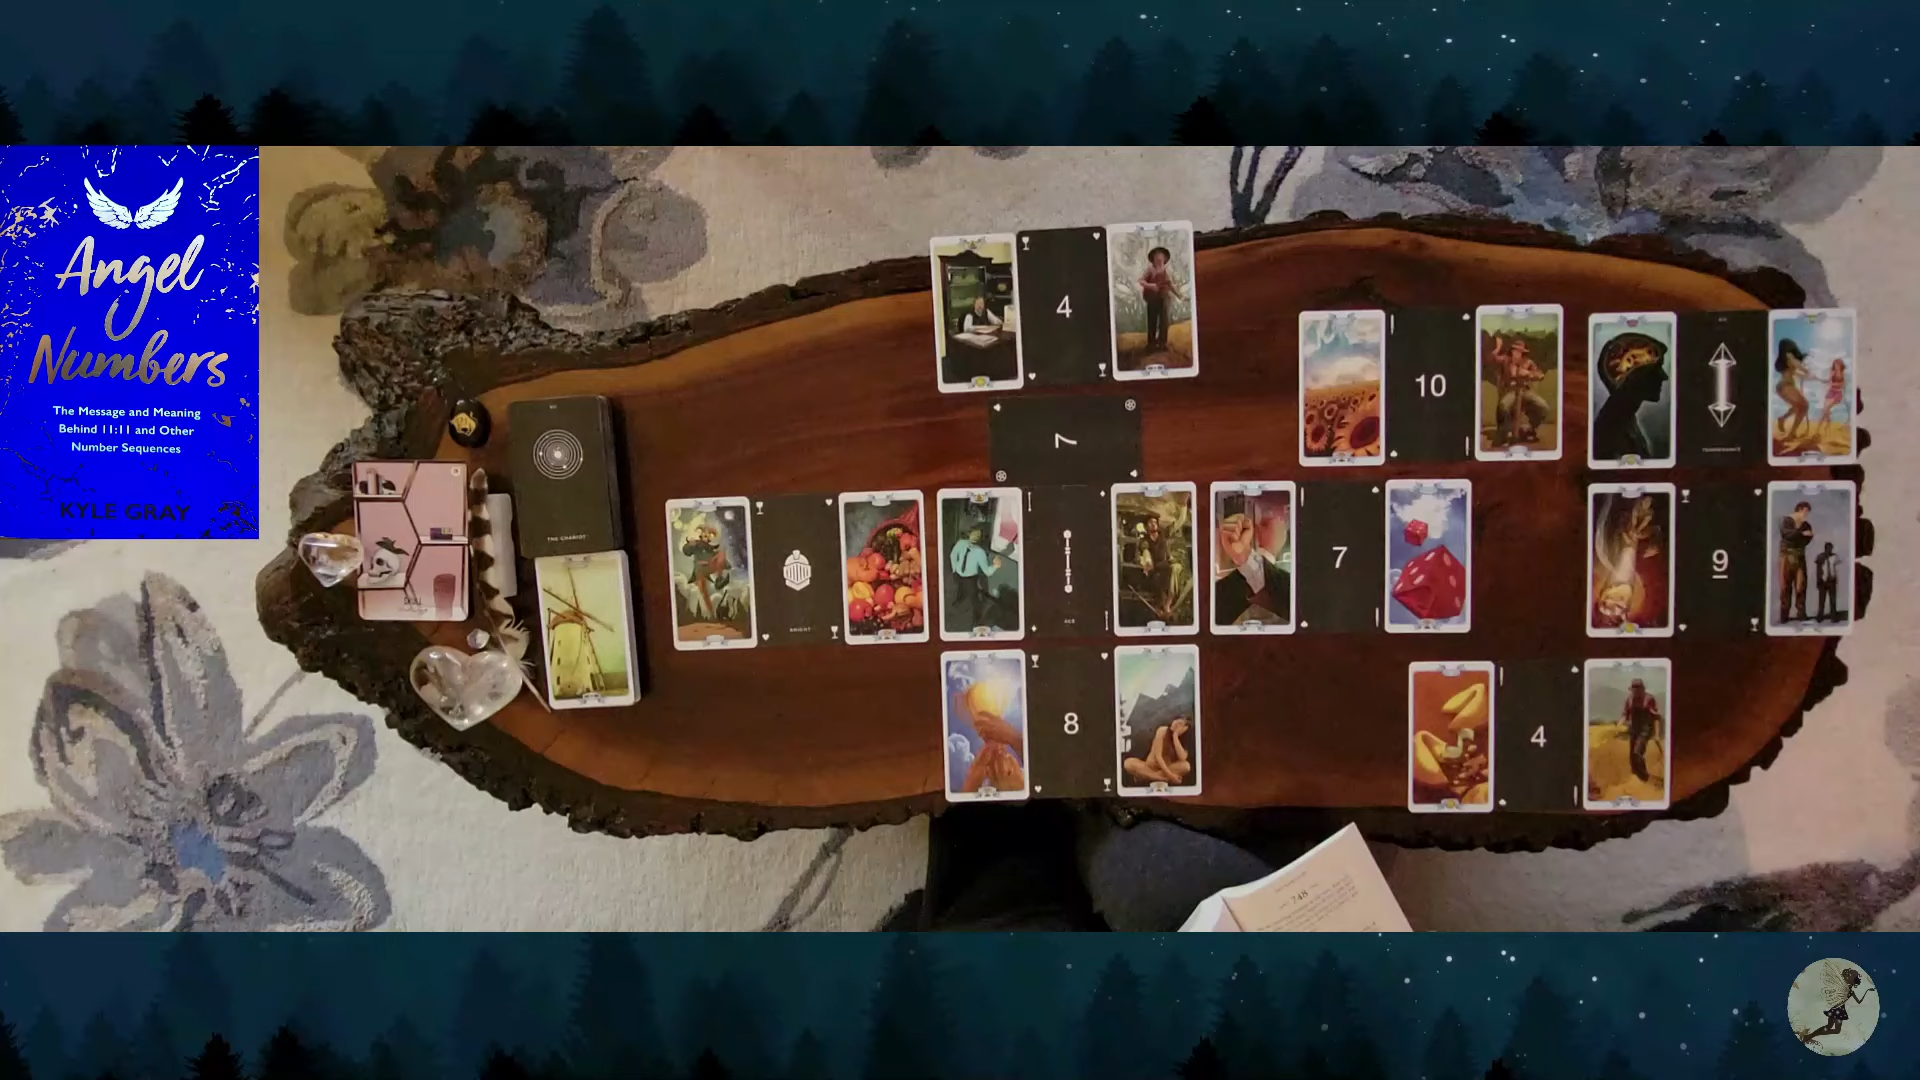 Angel
Numbers
The Message and Meaning
Behind 11:11 and Other
Number Sequences
KYLE GRAY
4
10
TEMPERANCE
7
THE CHARIOT
KNIGHT
ACE
7
9
8
4
748